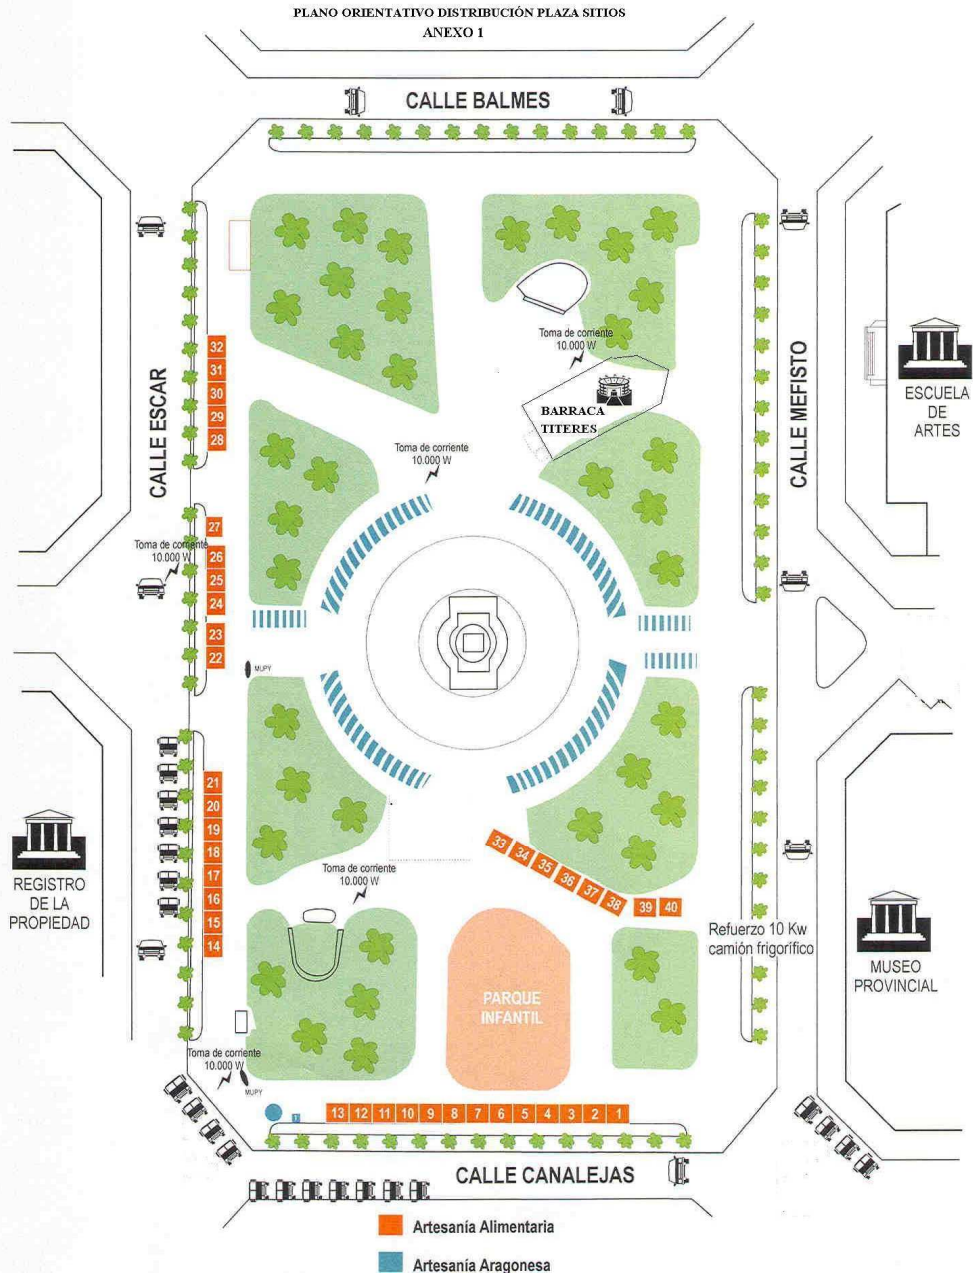 PLANO ORIENTATIVO DISTRIBUCIÓN PLAZA SITIOS
ANEXO 1
CALLE BALMES
CALLE ESCAR
CALLE MEFISTO
ESCUELA
DE
ARTES
Toma de corriente
10.000 W
BARRACA
TITERES
Toma de corriente
10.000 W
32
31
30
29
28
27
Toma de corriente
10.000 W
26
25
24
23
22
MUPY
21
20
19
18
17
16
15
14
REGISTRO
DE LA
PROPIEDAD
33
34
35
36
37
38
39
40
Toma de corriente
10.000 W
Refuerzo 10 Kw
camión frigorífico
MUSEO
PROVINCIAL
PARQUE
INFANTIL
Toma de corriente
10.000 W
MUPY
13 12 11 10 9 8 7 6 5 4 3 2 1
CALLE CANALEJAS
Artesanía Alimentaria
Artesanía Aragonesa